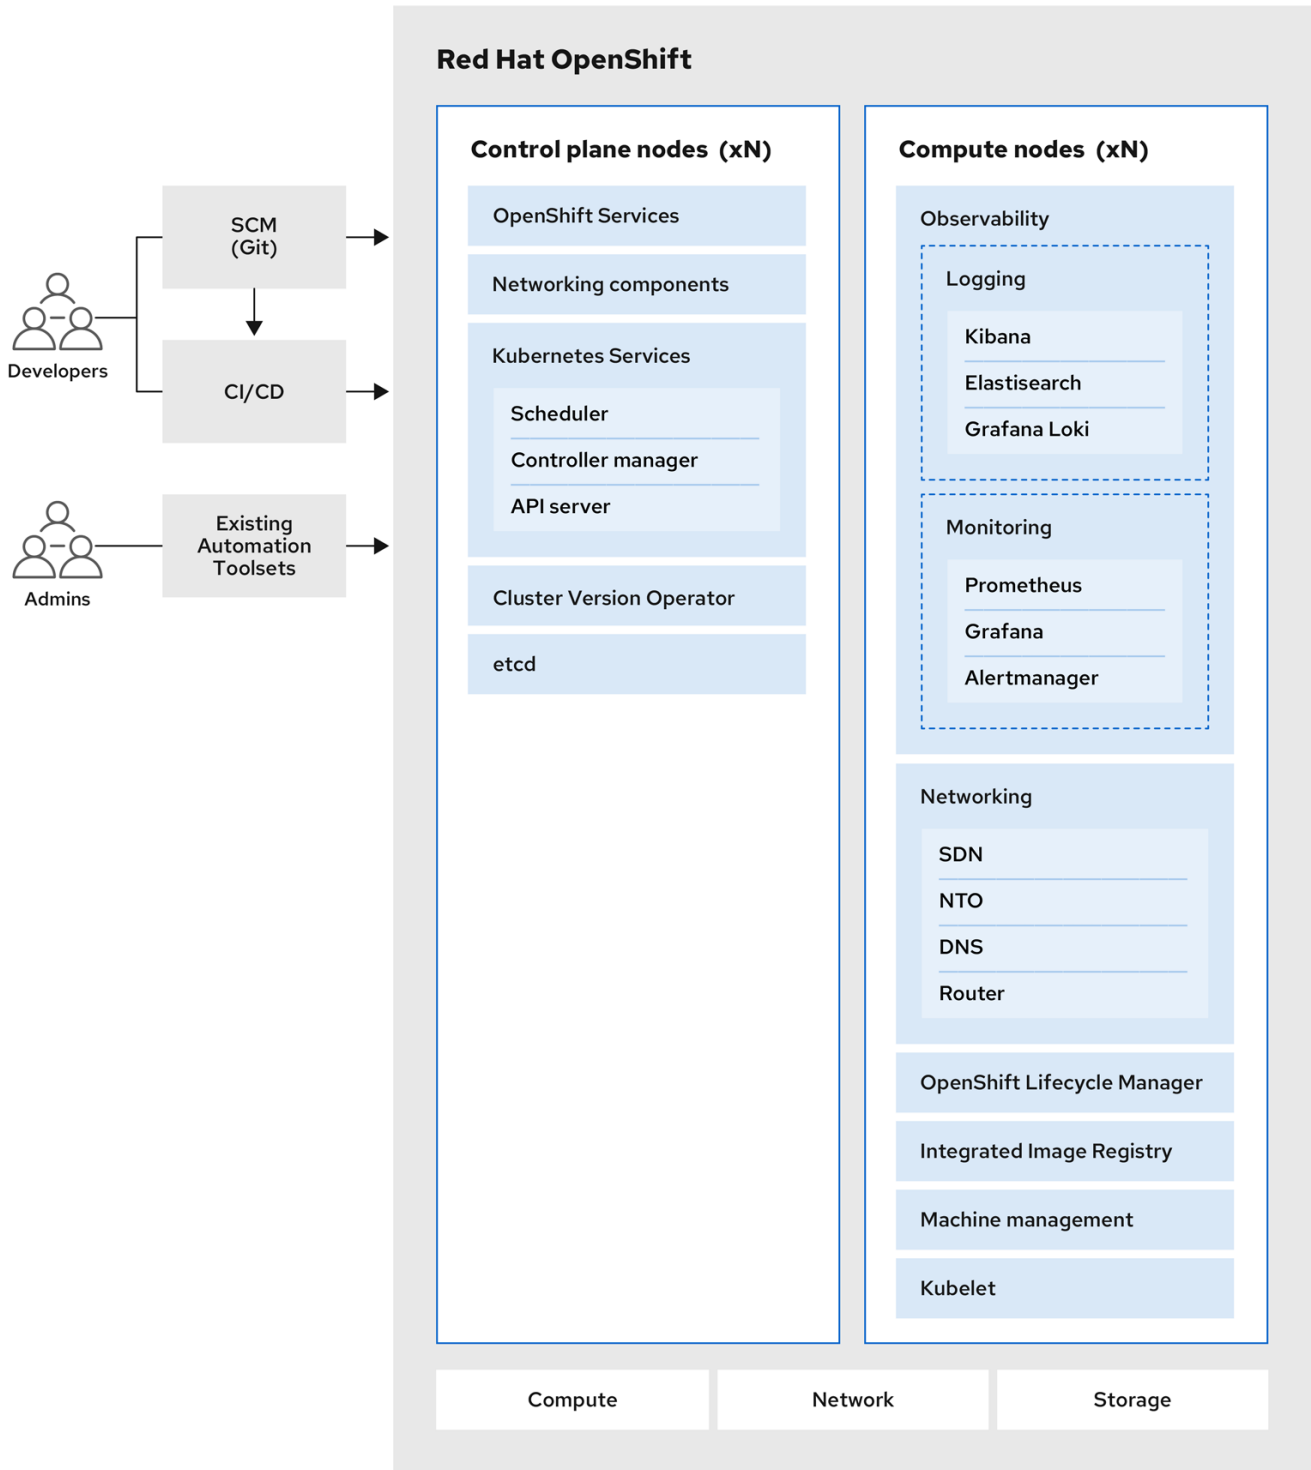 Red Hat OpenShift
Control plane nodes (xN)
OpenShift Services
Networking components
Kubernetes Services
Scheduler
Controller manager
API server
Cluster Version Operator
etcd
Compute nodes (xN)
Observability
Logging
Kibana
Elastisearch
Grafana Loki
Monitoring
Prometheus
Grafana
Alertmanager
Networking
SDN
NTO
DNS
Router
OpenShift Lifecycle Manager
Integrated Image Registry
Machine management
Kubelet
Compute
Network
Storage
Developers
SCM
(Git)
CI/CD
Admins
Existing
Automation
Toolsets